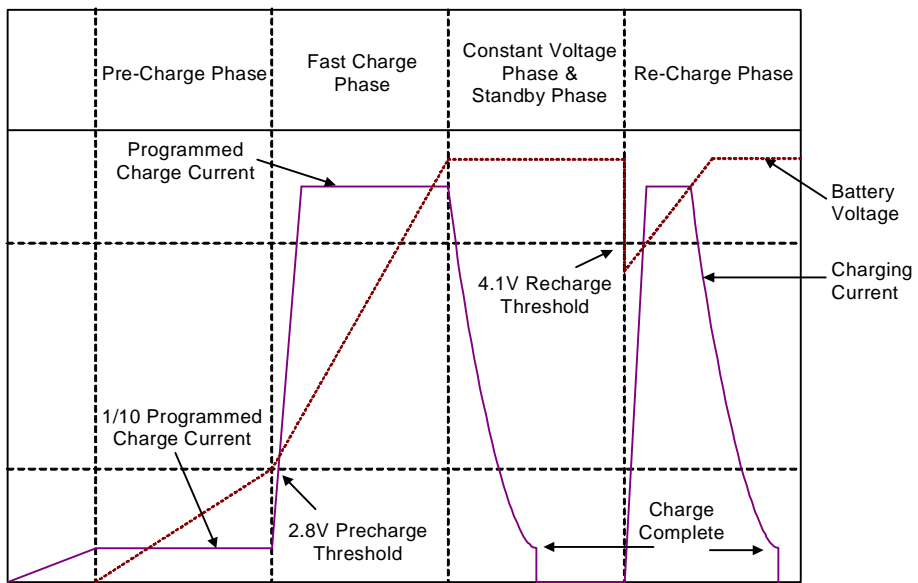 Pre-Charge Phase
Fast Charge
Phase
Constant Voltage
Phase &
Standby Phase
Re-Charge Phase
Programmed
Charge Current
Battery
Voltage
4.1V Recharge
Threshold
Charging
Current
1/10 Programmed
Charge Current
2.8V Precharge
Threshold
Charge
Complete